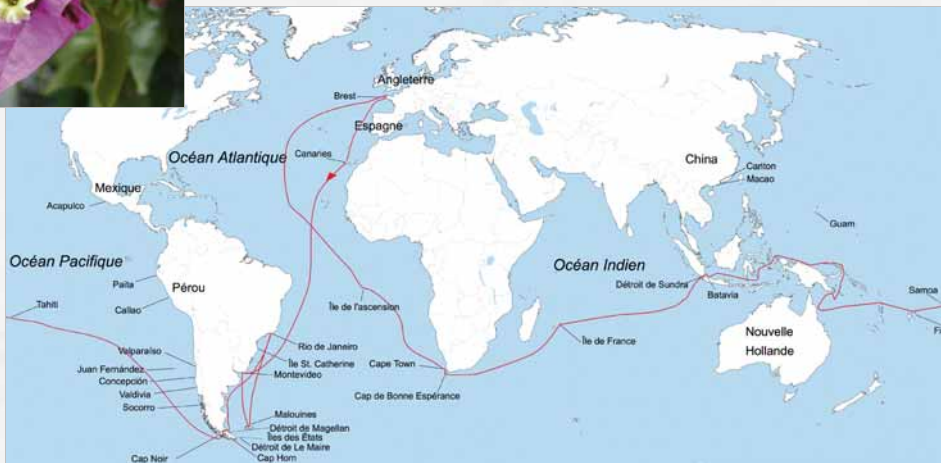 Angleterre
Brest
Espagne
Canaries
Océan Atlantique
China
Canton
Macao
Mexique
Acapulco
Guam
Océan Pacifique
Océan Indien
Paita
Pérou
Détroit de Sundra
Batavia
Tahiti
Callao
Île de l'ascension
Samoa
Nouvelle
Hollande
Île de France
Rio de Janeiro
Valparaíso
Île St. Catherine
Juan Fernández
Montevideo
Cape Town
Concepción
Cap de Bonne Espérance
Valdivia
Socorro
Malouines
Détroit de Magellan
Îles des États
Détroit de Le Maire
Cap Noir
Cap Horn